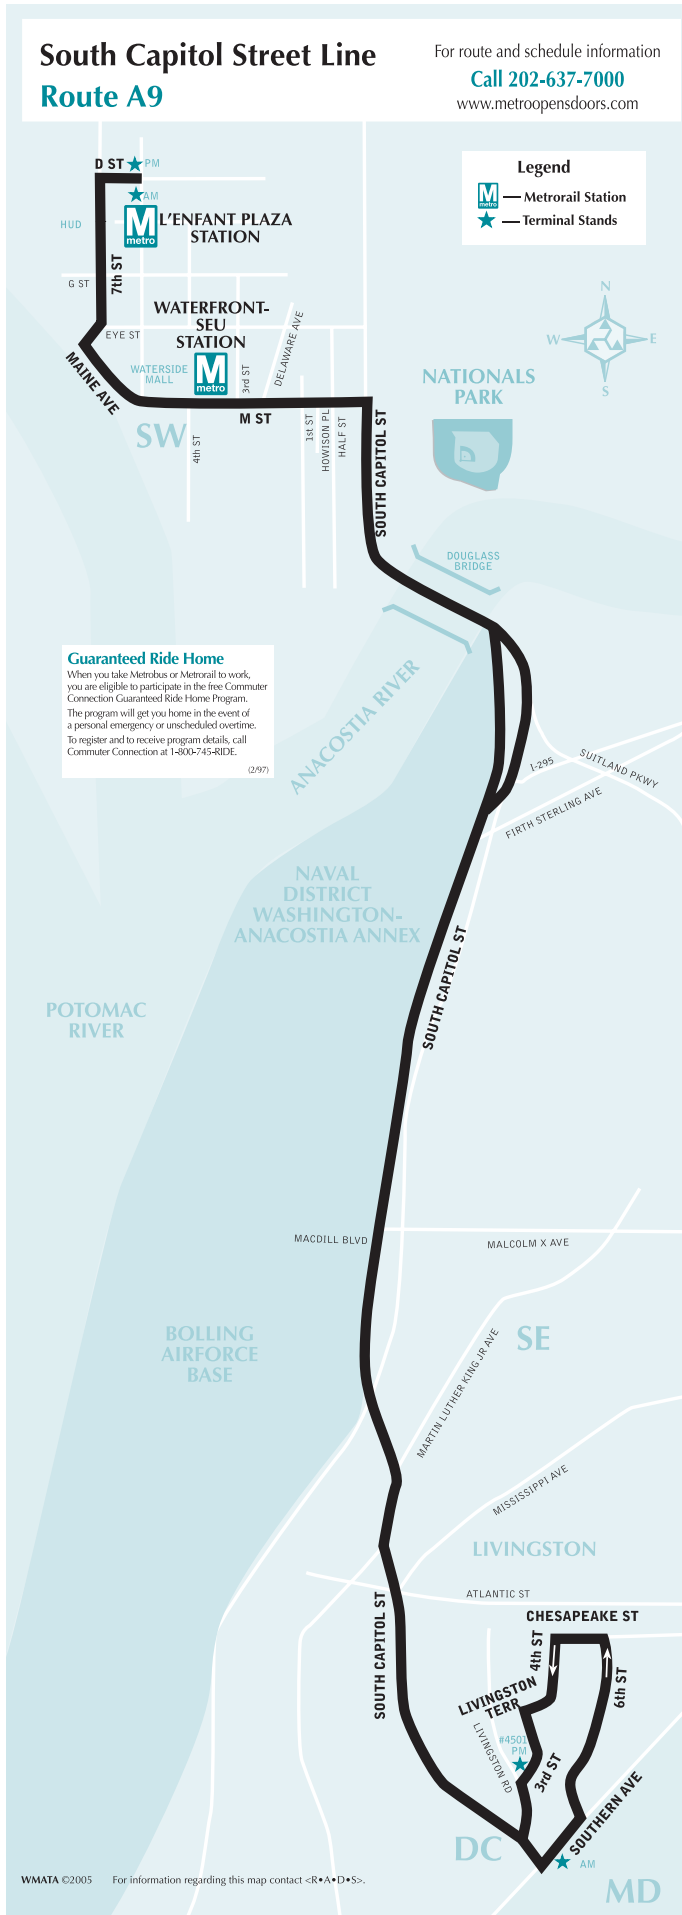 South Capitol Street Line
Route A9
For route and schedule information
Call 202-637-7000
www.metroopensdoors.com
Legend
M
metro
Metrorail Station
Terminal Stands
D ST
PM
AM
HUD
M
metro
L'ENFANT PLAZA
STATION
7th ST
G ST
WATERFRONT-
SEU
STATION
EYE ST
MAINE AVE
WATERSIDE
MALL
M
metro
3rd ST
DELAWARE AVE
N
W
E
S
NATIONALS
PARK
SW
M ST
4th ST
1st ST
HOWISON PL
HALF ST
SOUTH CAPITOL ST
DOUGLASS
BRIDGE
Guaranteed Ride Home
When you take Metrobus or Metrorail to work,
you are eligible to participate in the free Commuter
Connection Guaranteed Ride Home Program.
The program will get you home in the event of
a personal emergency or unscheduled overtime.
To register and to receive program details, call
Commuter Connection at 1-800-745-RIDE.
(2/97)
ANACOSTIA RIVER
I-295
SUITLAND PKWY
FIRTH STERLING AVE
NAVAL
DISTRICT
WASHINGTON-
ANACOSTIA ANNEX
SOUTH CAPITOL ST
POTOMAC
RIVER
MACDILL BLVD
MALCOLM X AVE
BOLLING
AIRFORCE
BASE
SE
MARTIN LUTHER KING JR AVE
MISSISSIPPI AVE
LIVINGSTON
ATLANTIC ST
SOUTH CAPITOL ST
CHESAPEAKE ST
4th ST
6th ST
LIVINGSTON
TERR
LIVINGSTON RD
#4501
PM
3rd ST
SOUTHERN AVE
DC
AM
MD
WMATA ©2005 For information regarding this map contact <R•A•D•S>.